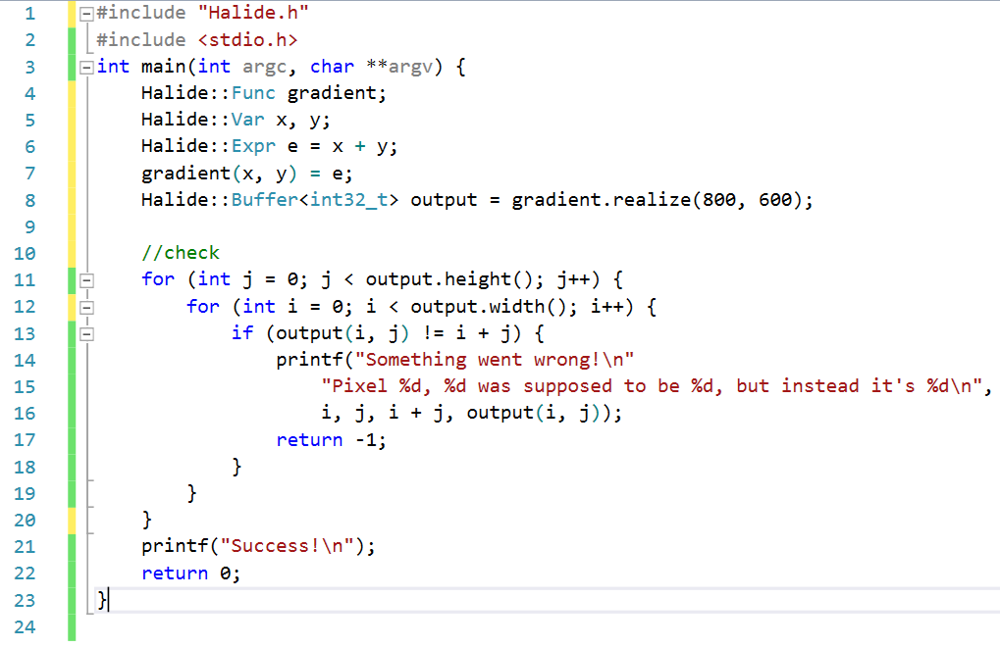 1 #include "Halide.h"
2 #include <stdio.h>
3 int main(int argc, char **argv) {
4     Halide::Func gradient;
5     Halide::Var x, y;
6     Halide::Expr e = x + y;
7     gradient(x, y) = e;
8     Halide::Buffer<int32_t> output = gradient.realize(800, 600);
9
10     //check
11     for (int j = 0; j < output.height(); j++) {
12         for (int i = 0; i < output.width(); i++) {
13             if (output(i, j) != i + j) {
14                 printf("Something went wrong!\n"
15                     "Pixel %d, %d was supposed to be %d, but instead it's %d\n",
16                     i, j, i + j, output(i, j));
17                 return -1;
18             }
19         }
20     }
21     printf("Success!\n");
22     return 0;
23 }
24